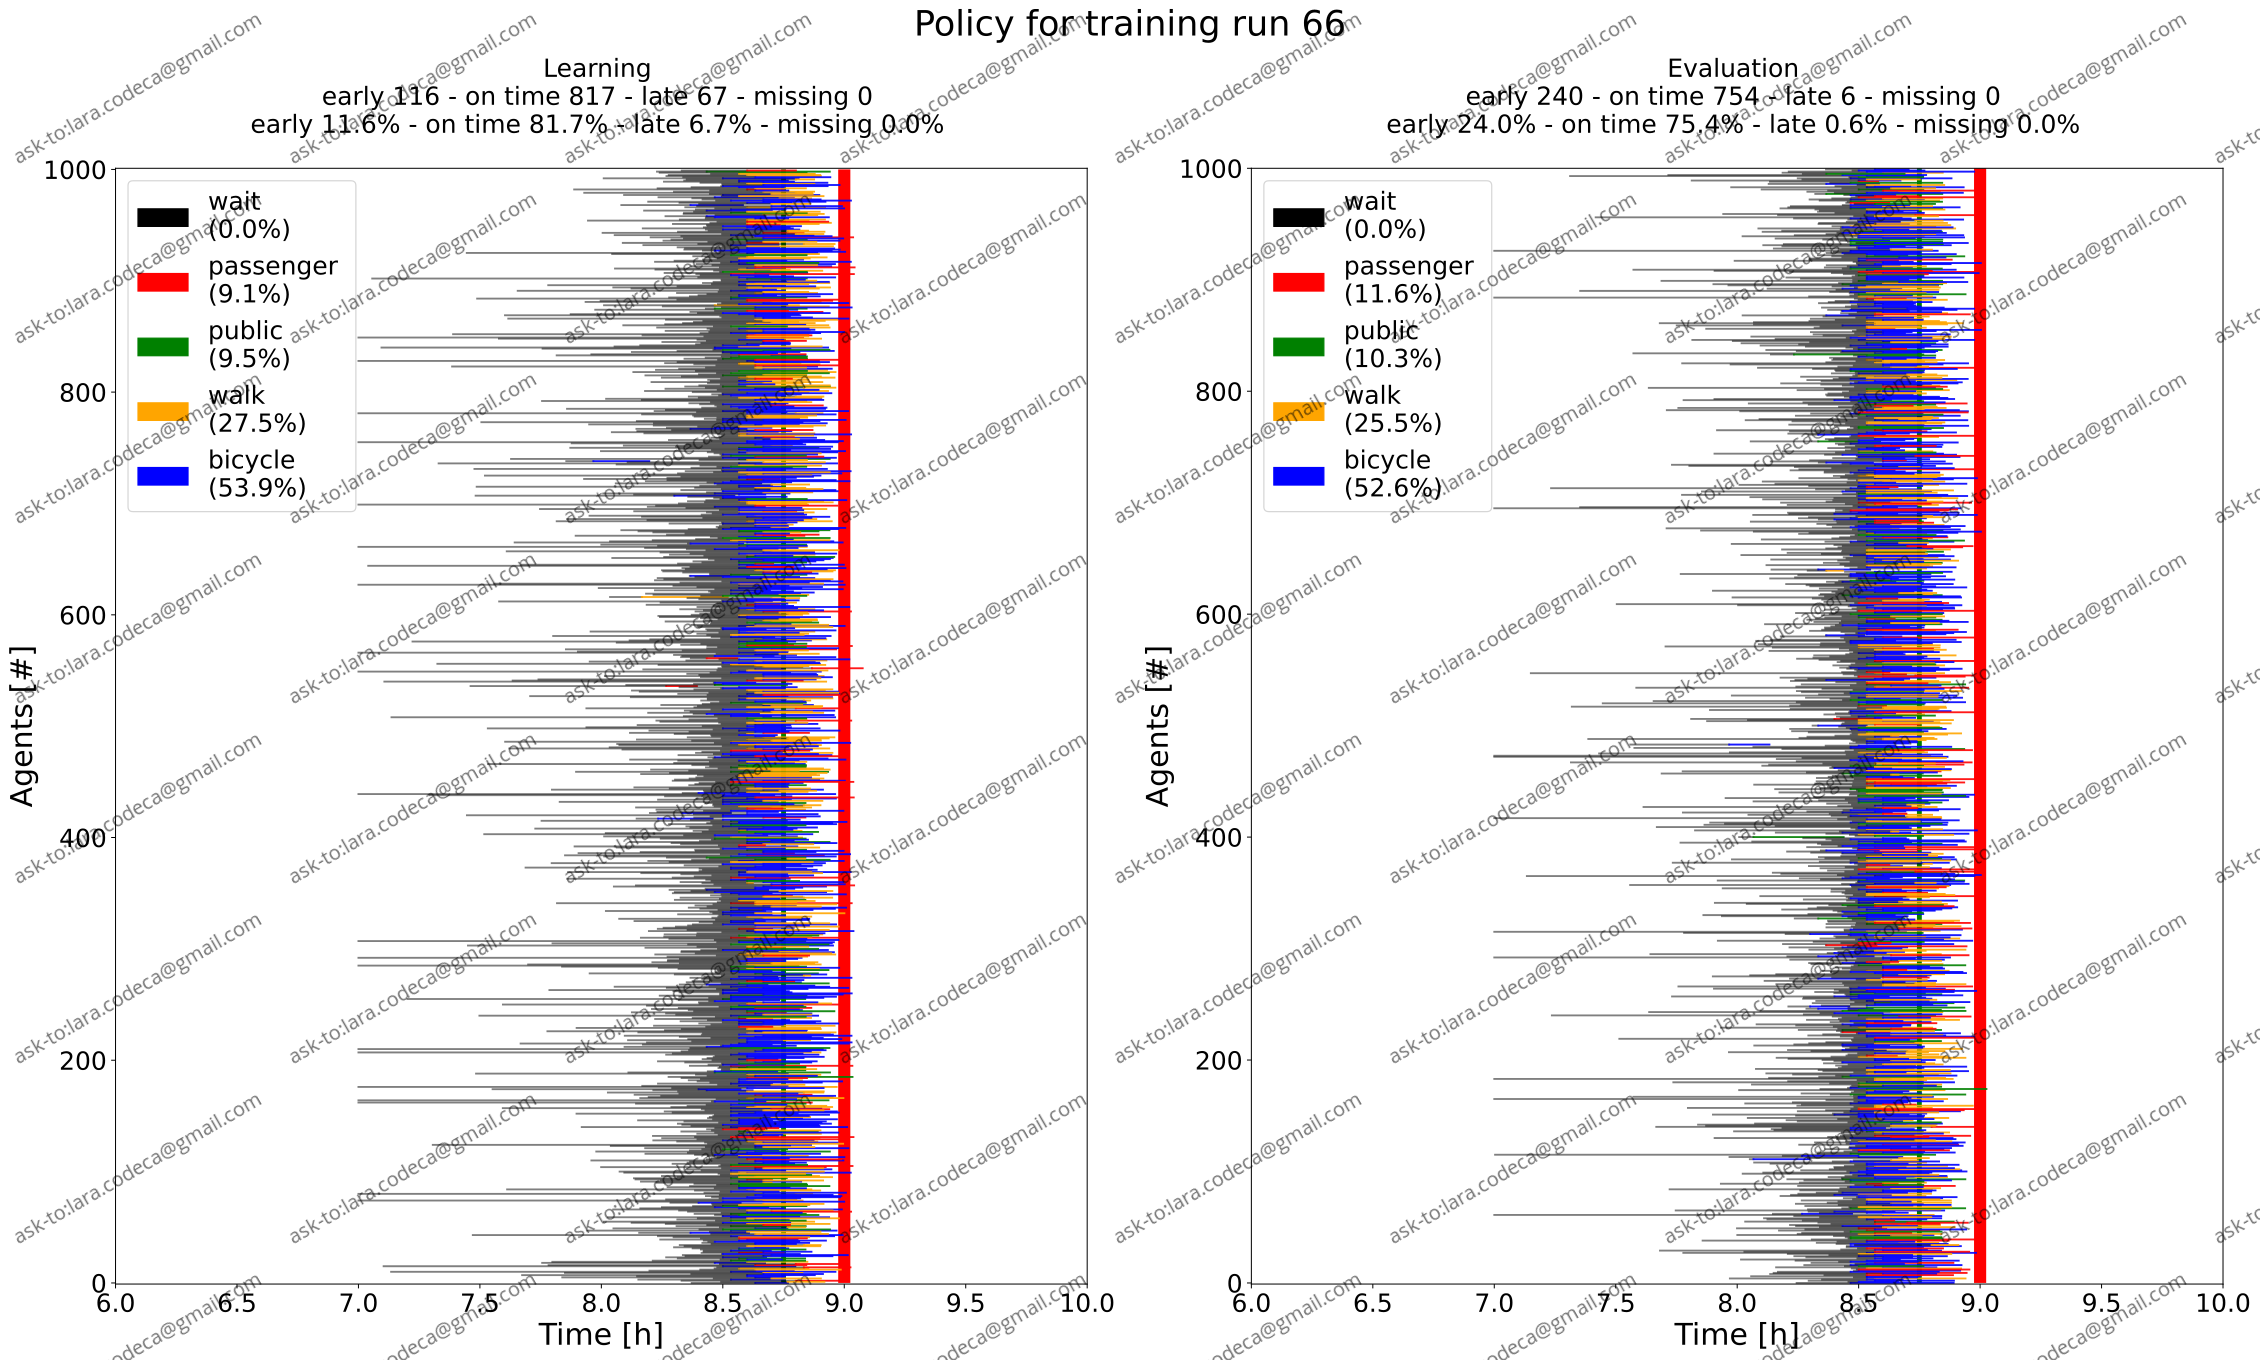 Policy for training run 66
Learning
early 116 - on time 817 - late 67 - missing 0
early 11.6% - on time 81.7% - late 6.7% - missing 0.0%
1000
800
600
400
200
0
Agents [#]
wait
(0.0%)
passenger
(9.1%)
public
(9.5%)
walk
(27.5%)
bicycle
(53.9%)
6.0 6.5 7.0 7.5 8.0 8.5 9.0 9.5 10.0
Time [h]
Evaluation
early 240 - on time 754 - late 6 - missing 0
early 24.0% - on time 75.4% - late 0.6% - missing 0.0%
1000
800
600
400
200
0
Agents [#]
wait
(0.0%)
passenger
(11.6%)
public
(10.3%)
walk
(25.5%)
bicycle
(52.6%)
6.0 6.5 7.0 7.5 8.0 8.5 9.0 9.5 10.0
Time [h]
ask-to:lara.codeca@gmail.com